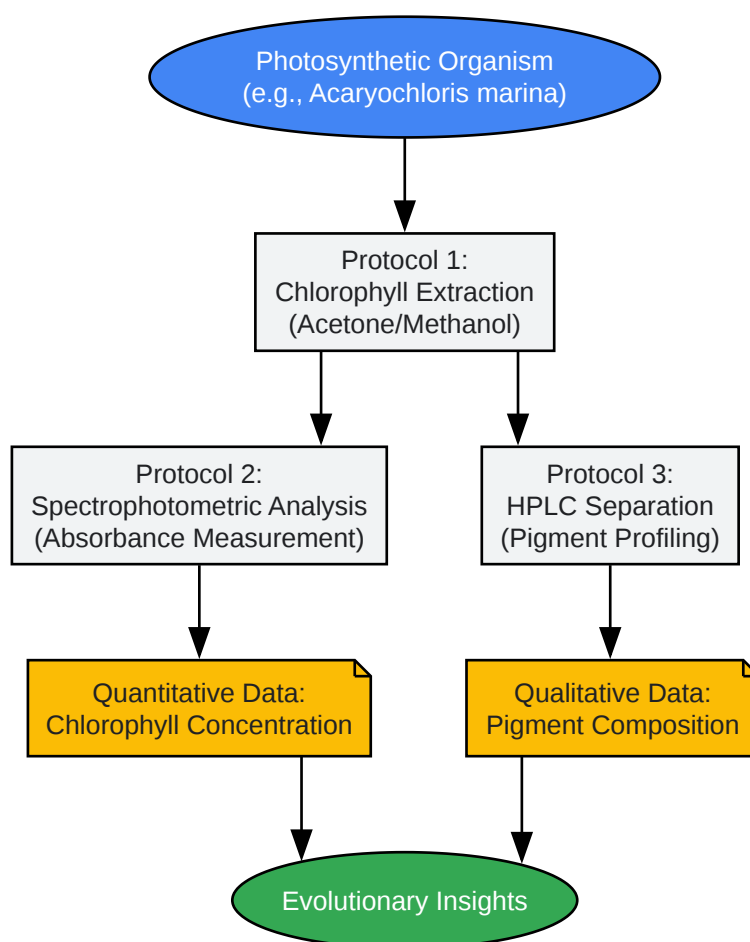 Photosynthetic Organism
(e.g., Acaryochloris marina)
Protocol 1:
Chlorophyll Extraction
(Acetone/Methanol)
Protocol 2:
Spectrophotometric Analysis
(Absorbance Measurement)
Protocol 3:
HPLC Separation
(Pigment Profiling)
Quantitative Data:
Chlorophyll Concentration
Qualitative Data:
Pigment Composition
Evolutionary Insights